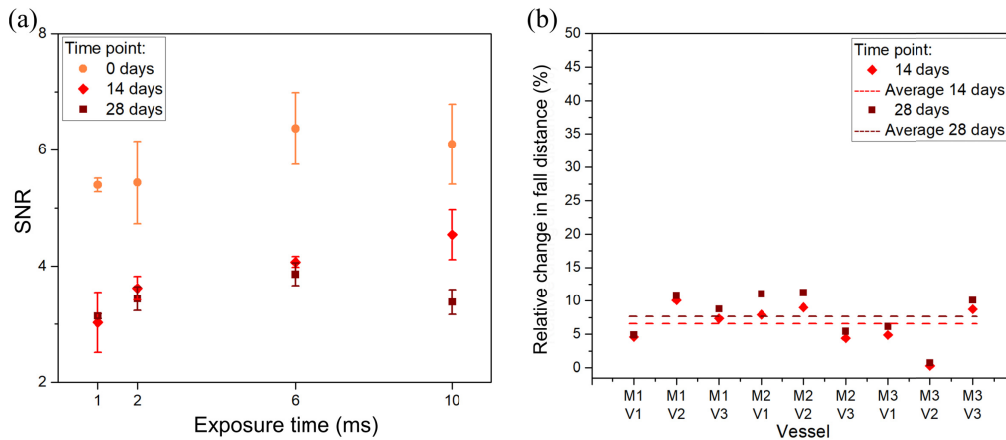 (a)
8
6
4
2
SNR
Time point:
0 days
14 days
28 days
1 2 6 10
Exposure time (ms)
(b)
50
45
40
35
30
25
20
15
10
5
0
Relative change in fall distance (%)
Time point:
14 days
Average 14 days
28 days
Average 28 days
M1 M1 M1 M2 M2 M2 M3 M3 M3
V1 V2 V3 V1 V2 V3 V1 V2 V3
Vessel